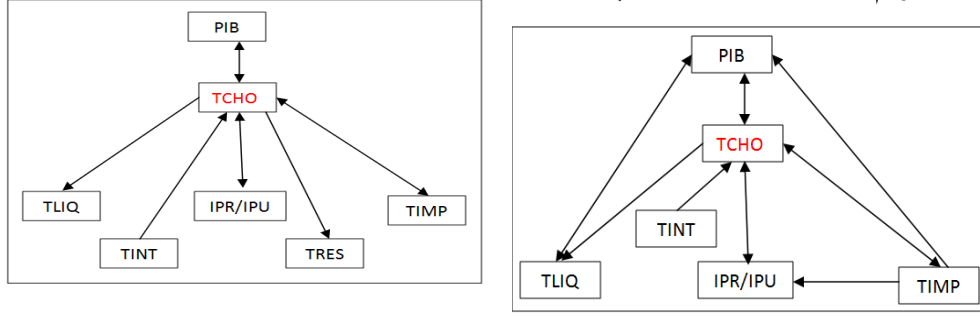 PIB
TCHO
TLIQ
IPR/IPU
TIMP
TINT
TRES
PIB
TCHO
TINT
TLIQ
IPR/IPU
TIMP